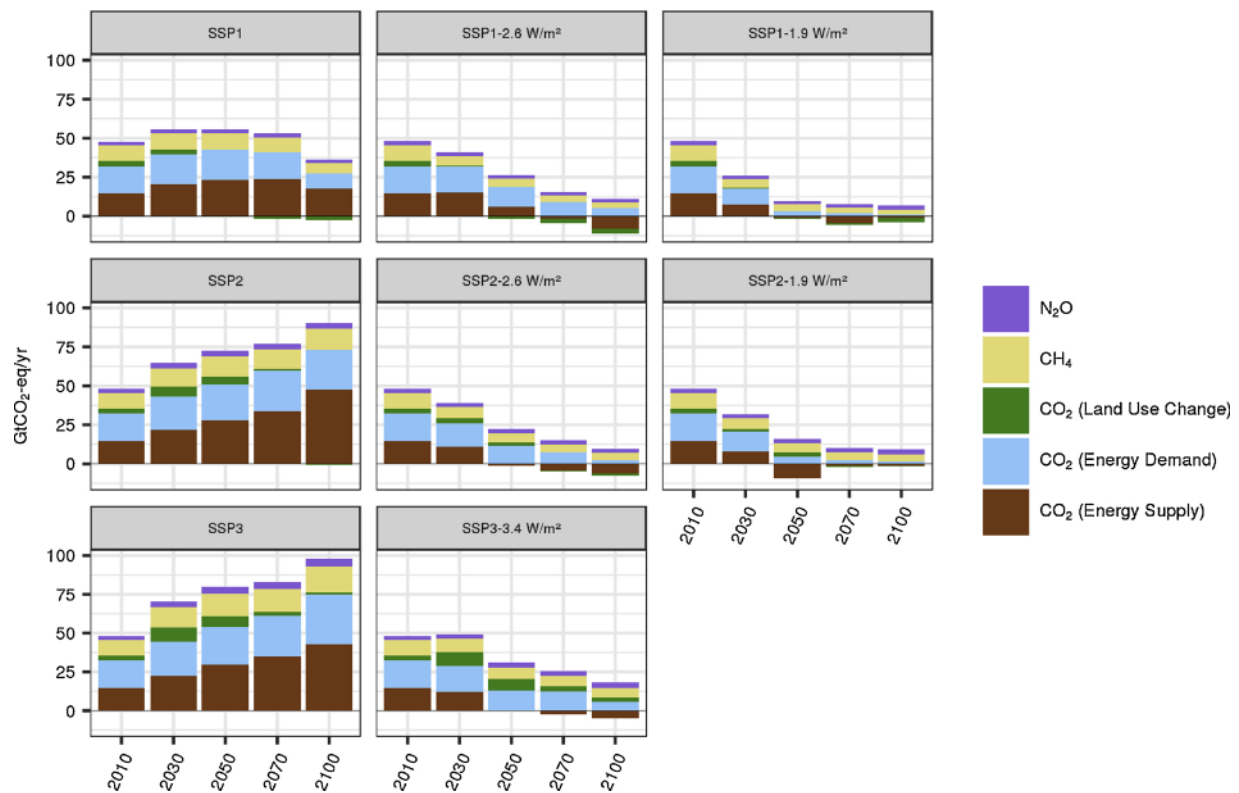 SSP1
SSP1-2.6 W/m²
SSP1-1.9 W/m²
100
75
50
25
0
SSP2
SSP2-2.6 W/m²
SSP2-1.9 W/m²
100
75
50
25
0
GtCO₂-eq/yr
2010
2030
2050
2070
2100
SSP3
SSP3-3.4 W/m²
100
75
50
25
0
2010
2030
2050
2070
2100
2010
2030
2050
2070
2100
N₂O
CH₄
CO₂ (Land Use Change)
CO₂ (Energy Demand)
CO₂ (Energy Supply)